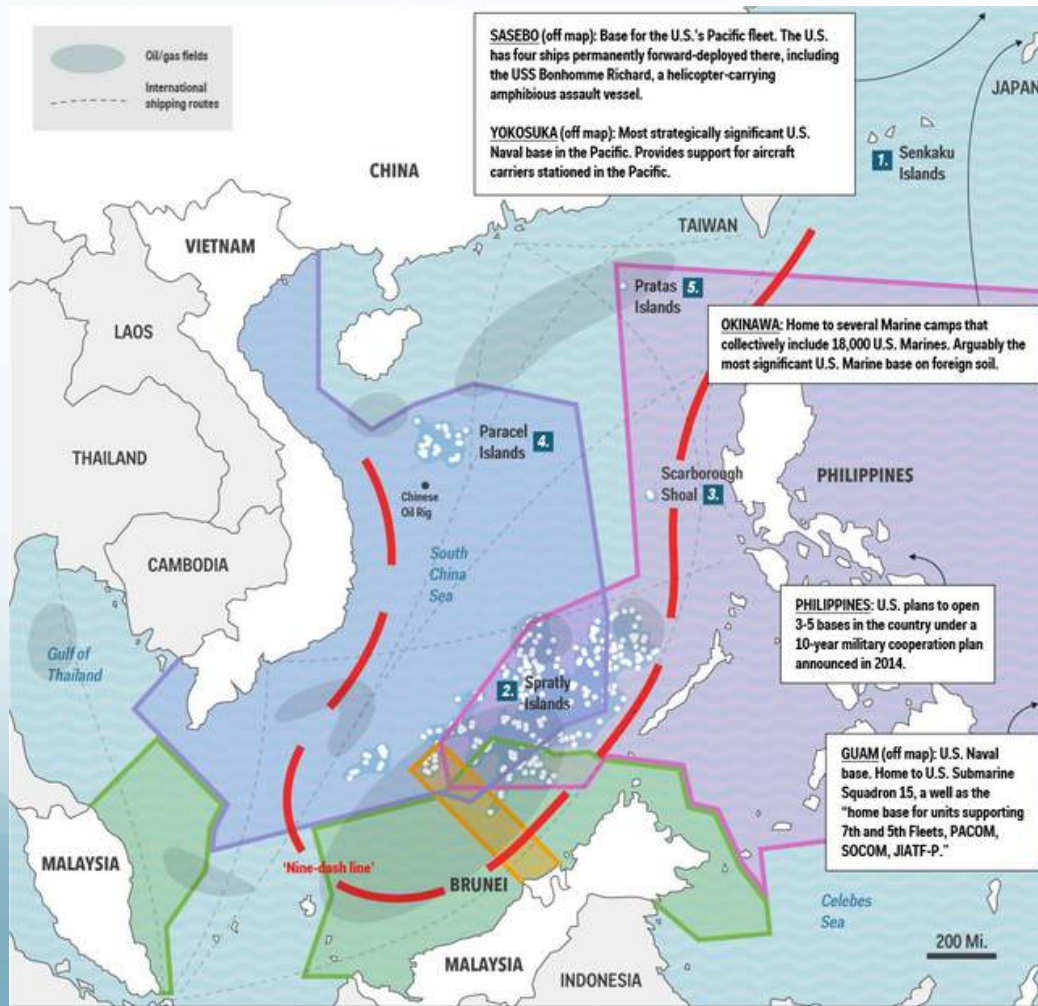 Oil/gas fields
International
shipping routes
SASEBO (off map): Base for the U.S.'s Pacific fleet. The U.S.
has four ships permanently forward-deployed there, including
the USS Bonhomme Richard, a helicopter-carrying
amphibious assault vessel.
YOKOSUKA (off map): Most strategically significant U.S.
Naval base in the Pacific. Provides support for aircraft
carriers stationed in the Pacific.
JAPAN
1. Senkaku
Islands
CHINA
TAIWAN
VIETNAM
LAOS
Pratas 5.
Islands
OKINAWA: Home to several Marine camps that
collectively include 18,000 U.S. Marines. Arguably the
most significant U.S. Marine base on foreign soil.
THAILAND
Paracel
Islands 4.
Chinese
Oil Rig
Scarborough
Shoal 3.
PHILIPPINES
CAMBODIA
South
China
Sea
PHILIPPINES: U.S. plans to open
3-5 bases in the country under a
10-year military cooperation plan
announced in 2014.
Gulf of
Thailand
2. Spratly
Islands
GUAM (off map): U.S. Naval
base. Home to U.S. Submarine
Squadron 15, a well as the
"home base for units supporting
7th and 5th Fleets, PACOM,
SOCOM, JIATF-P."
MALAYSIA
'Nine-dash line'
BRUNEI
Celebes
Sea
200 Mi.
MALAYSIA
INDONESIA